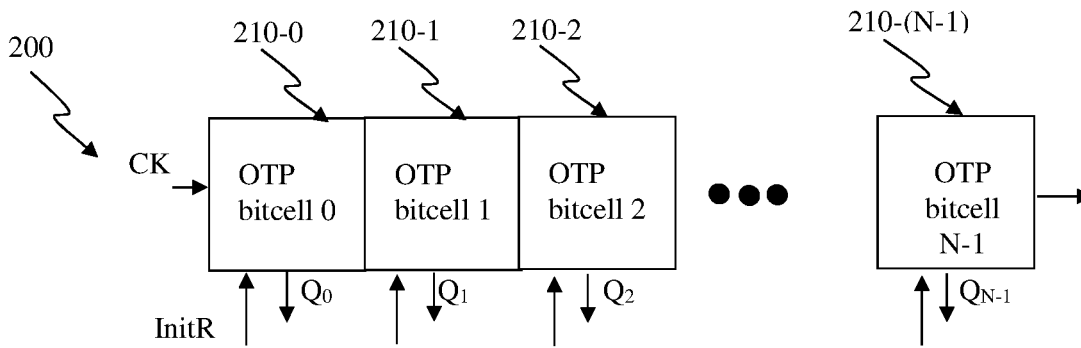 200
210-0
210-1
210-2
210-(N-1)
CK
OTP
bitcell 0
OTP
bitcell 1
OTP
bitcell 2
OTP
bitcell
N-1
Q0
Q1
Q2
QN-1
InitR